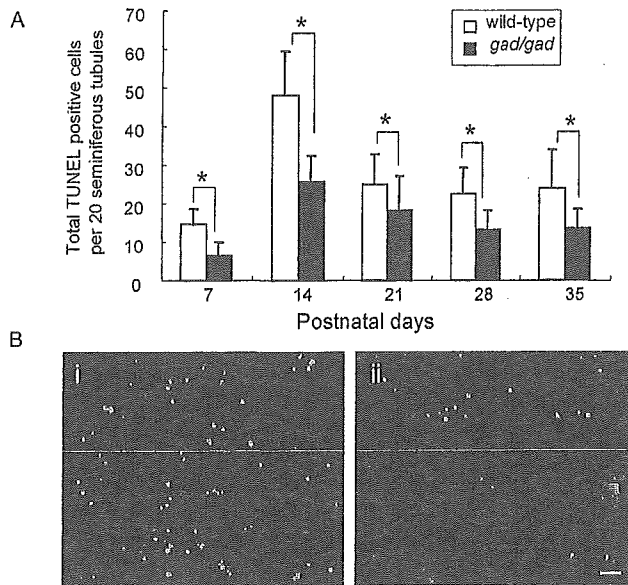 A
70
60
50
40
30
20
10
0
Total TUNEL positive cells
per 20 seminiferous tubules
wild-type
gad/gad
*
*
*
*
*
7 14 21 28 35
Postnatal days
B
i
ii